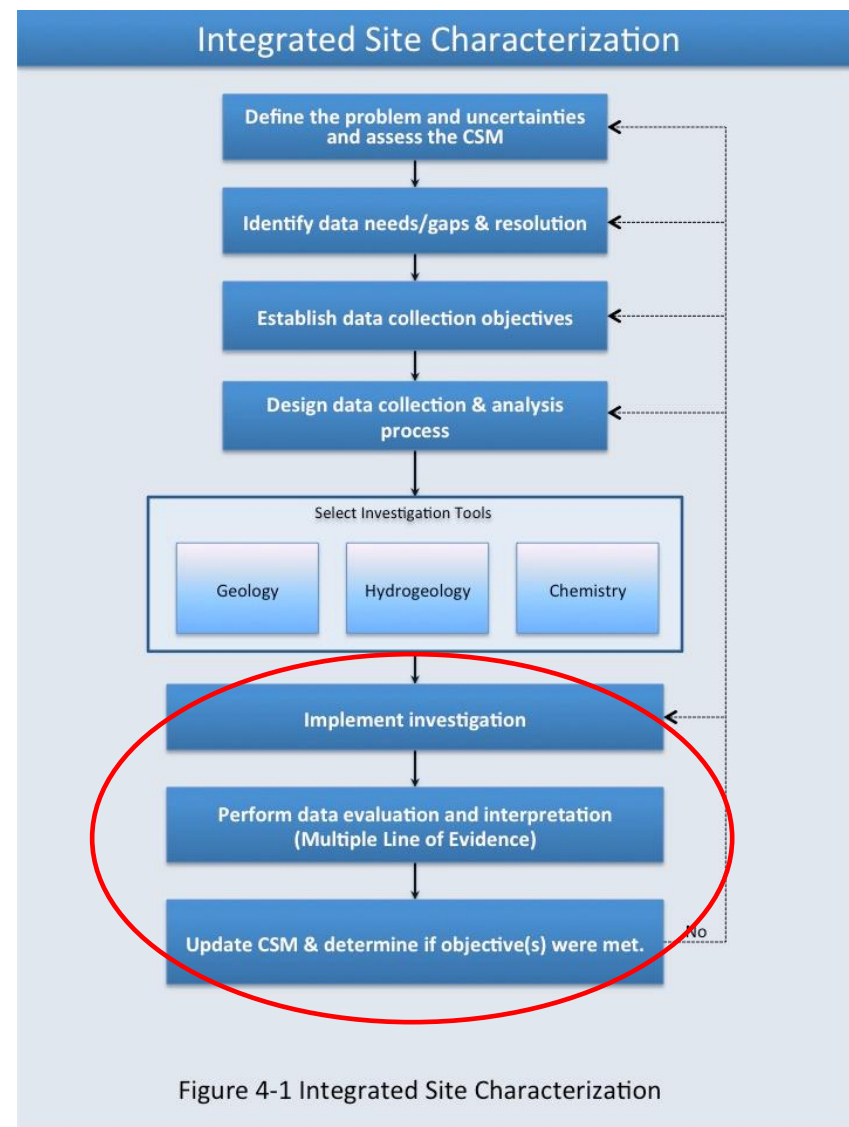 Integrated Site Characterization
Define the problem and uncertainties
and assess the CSM
Identify data needs/gaps & resolution
Establish data collection objectives
Design data collection & analysis
process
Select Investigation Tools
Geology
Hydrogeology
Chemistry
Implement investigation
Perform data evaluation and interpretation
(Multiple Line of Evidence)
Update CSM & determine if objective(s) were met.
No
Figure 4-1 Integrated Site Characterization